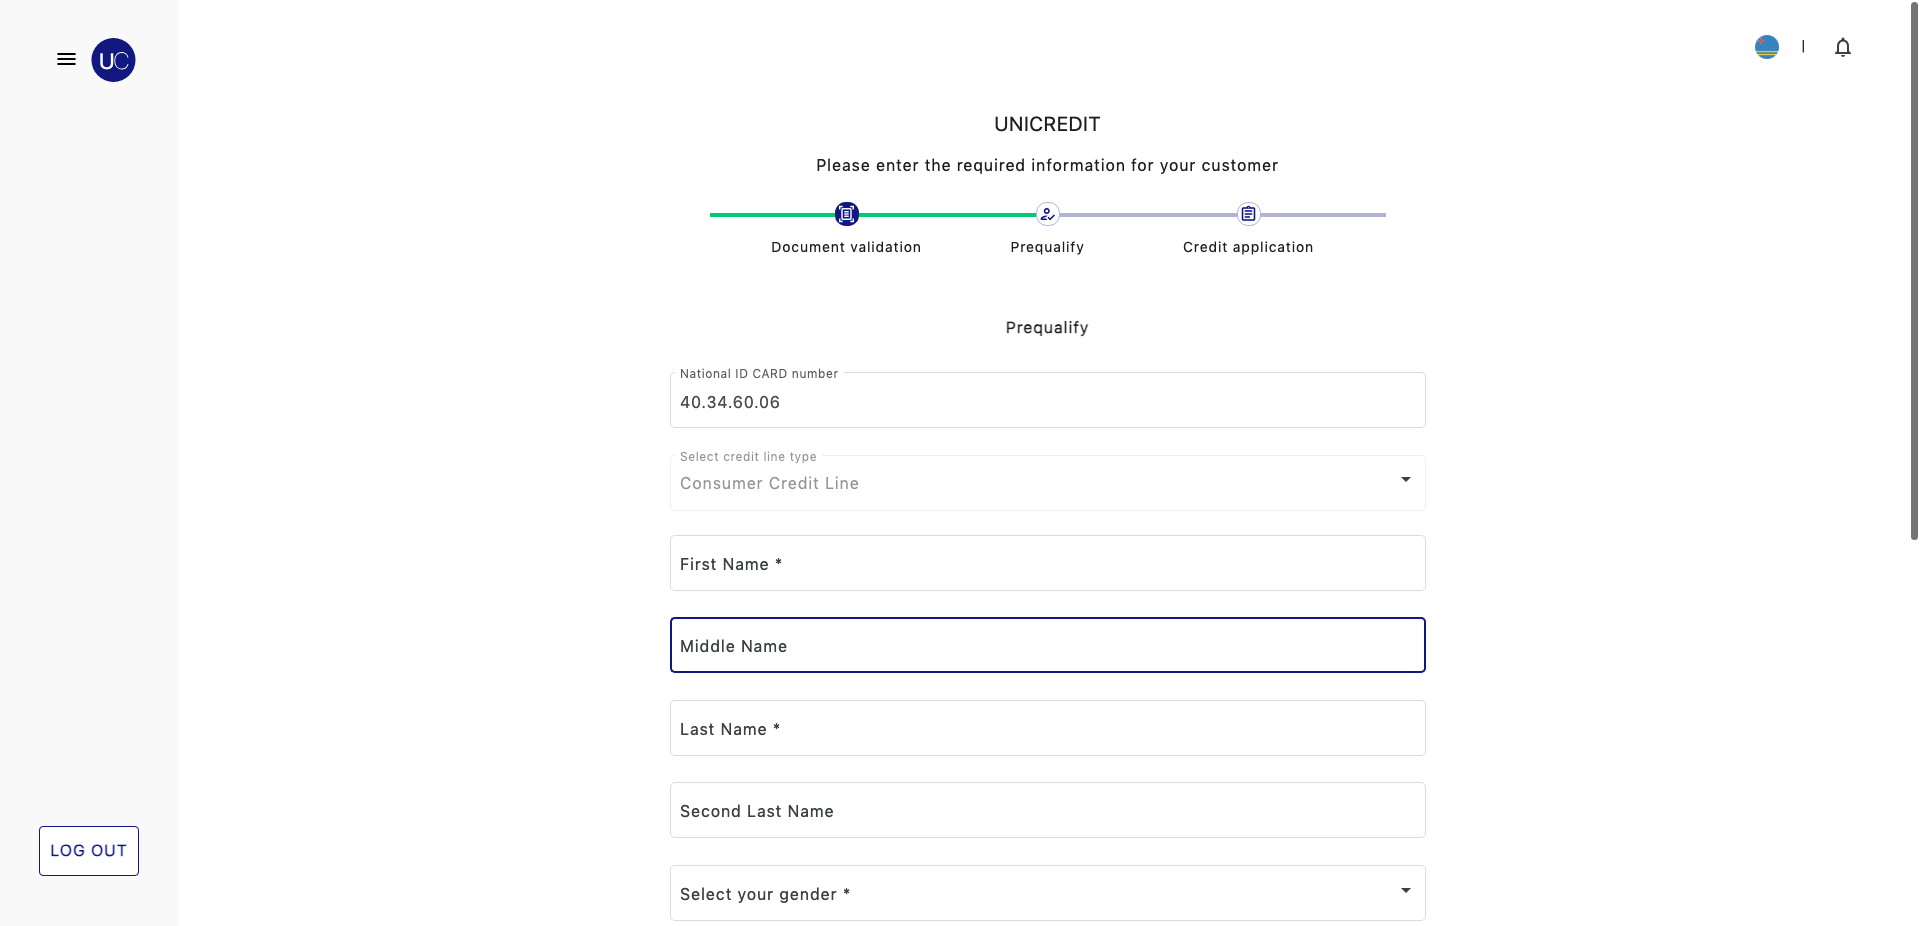 UC
UNICREDIT
Please enter the required information for your customer
Document validation
Prequalify
Credit application
Prequalify
National ID CARD number
40.34.60.06
Select credit line type
Consumer Credit Line
First Name *
Middle Name
Last Name *
Second Last Name
Select your gender *
LOG OUT